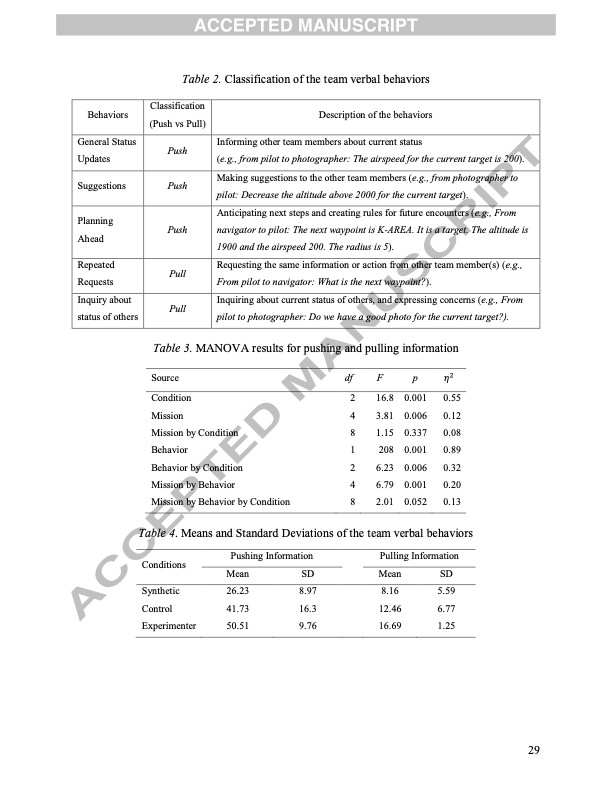 ACCEPTED MANUSCRIPT
Table 2. Classification of the team verbal behaviors
Behaviors
Classification
(Push vs Pull)
Description of the behaviors
General Status
Updates
Push
Informing other team members about current status
(e.g., from pilot to photographer: The airspeed for the current target is 200).
Suggestions
Push
Making suggestions to the other team members (e.g., from photographer to
pilot: Decrease the altitude above 2000 for the current target).
Planning
Ahead
Push
Anticipating next steps and creating rules for future encounters (e.g., From
navigator to pilot: The next waypoint is K-AREA. It is a target. The altitude is
1900 and the airspeed 200. The radius is 5).
Repeated
Requests
Pull
Requesting the same information or action from other team member(s) (e.g.,
From pilot to navigator: What is the next waypoint?).
Inquiry about
status of others
Pull
Inquiring about current status of others, and expressing concerns (e.g., From
pilot to photographer: Do we have a good photo for the current target?).
Table 3. MANOVA results for pushing and pulling information
Source df F p η²
Condition 2 16.8 0.001 0.55
Mission 4 3.81 0.006 0.12
Mission by Condition 8 1.15 0.337 0.08
Behavior 1 208 0.001 0.89
Behavior by Condition 2 6.23 0.006 0.32
Mission by Behavior 4 6.79 0.001 0.20
Mission by Behavior by Condition 8 2.01 0.052 0.13
Table 4. Means and Standard Deviations of the team verbal behaviors
Conditions
Pushing Information Pulling Information
Mean SD Mean SD
Synthetic 26.23 8.97 8.16 5.59
Control 41.73 16.3 12.46 6.77
Experimenter 50.51 9.76 16.69 1.25
ACCEPTED MANUSCRIPT
29